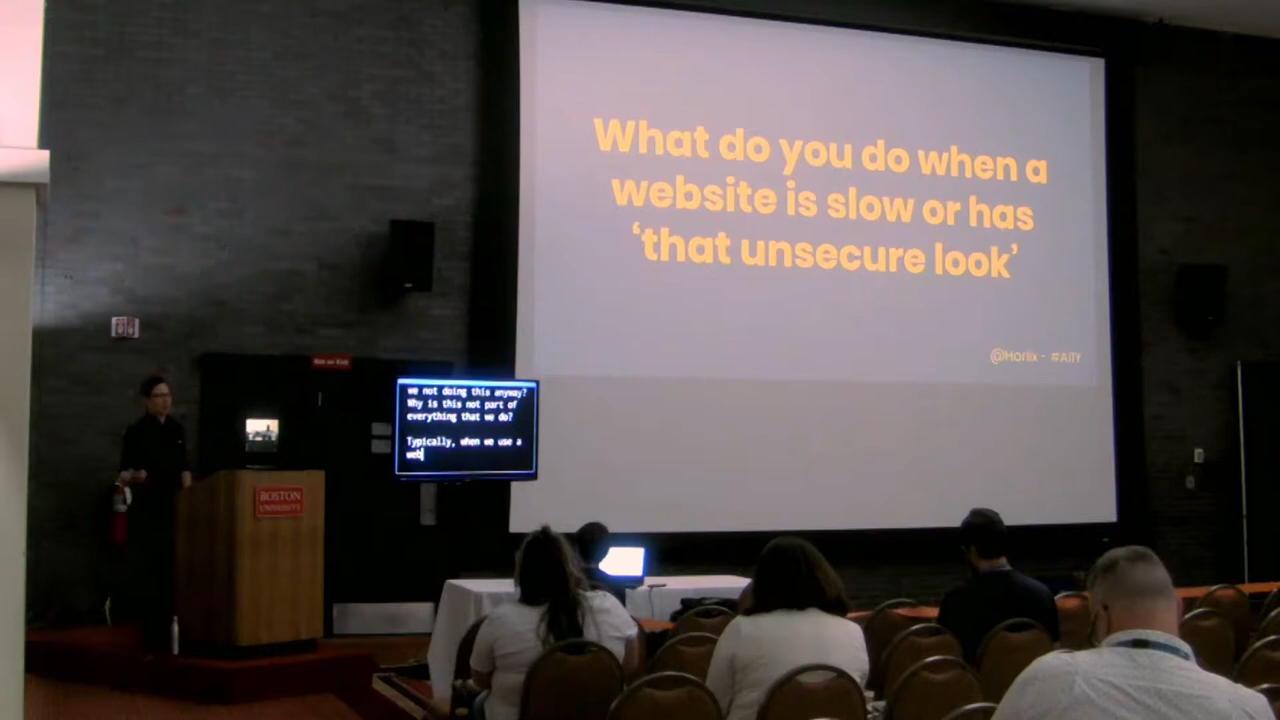 What do you do when a
website is slow or has
‘that unsecure look’
@Horlix - #A11Y
we not doing this anyway?
Why is this not part of
everything that we do?
Typically, when we use a
web
BOSTON
UNIVERSITY